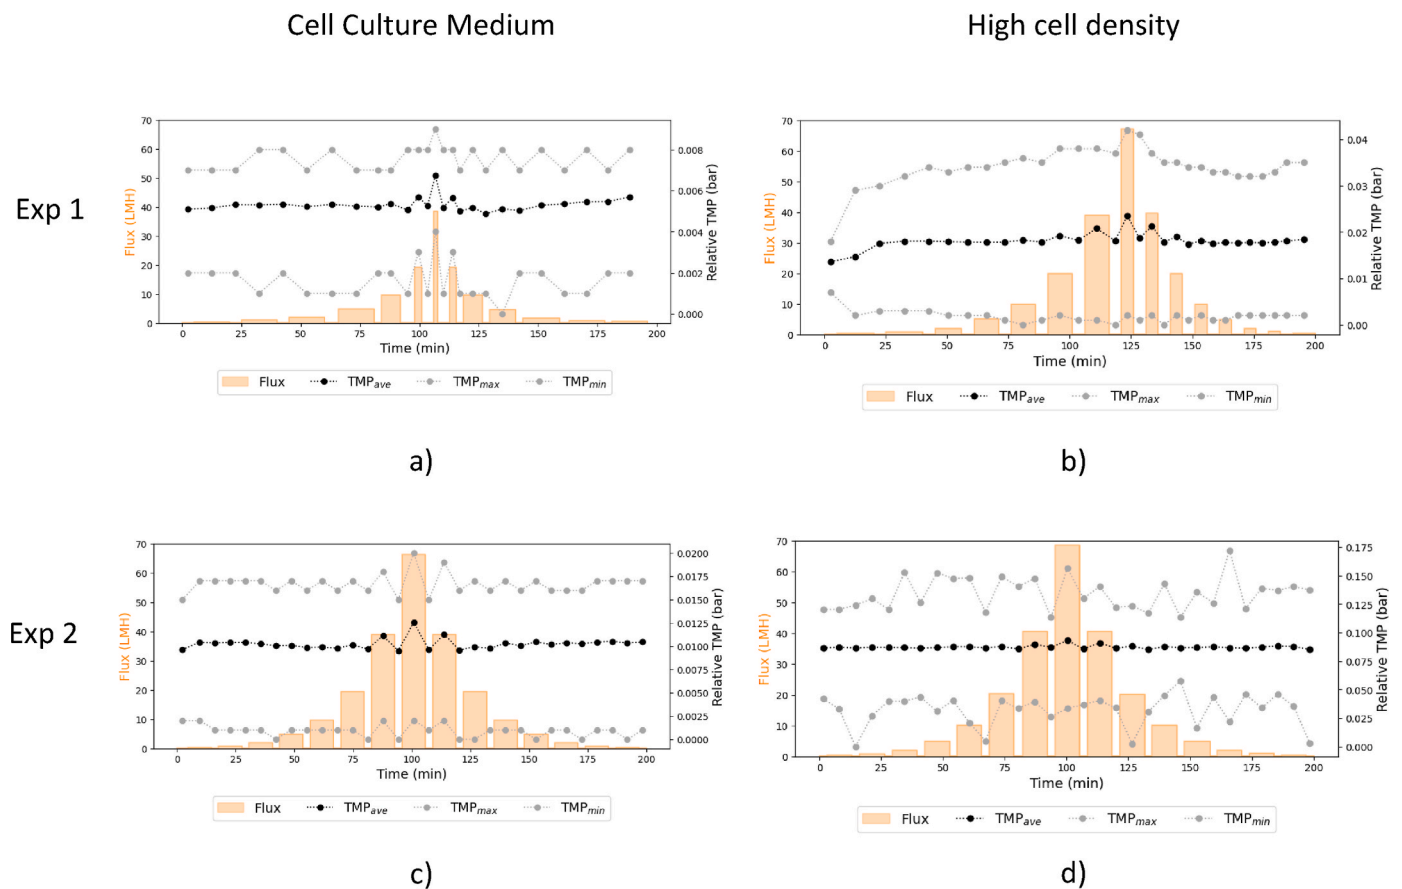 Cell Culture Medium
High cell density
Exp 1
70
60
50
40
30
20
10
0
Flux (LMH)
0.008
0.006
0.004
0.002
0.000
Relative TMP (bar)
0 25 50 75 100 125 150 175 200
Time (min)
Flux TMPave TMPmax TMPmin
a)
70
60
50
40
30
20
10
0
Flux (LMH)
0.04
0.03
0.02
0.01
0.00
Relative TMP (bar)
0 25 50 75 100 125 150 175 200
Time (min)
Flux TMPave TMPmax TMPmin
b)
Exp 2
70
60
50
40
30
20
10
0
Flux (LMH)
0.0200
0.0175
0.0150
0.0125
0.0100
0.0075
0.0050
0.0025
0.0000
Relative TMP (bar)
0 25 50 75 100 125 150 175 200
Time (min)
Flux TMPave TMPmax TMPmin
c)
70
60
50
40
30
20
10
0
Flux (LMH)
0.175
0.150
0.125
0.100
0.075
0.050
0.025
0.000
Relative TMP (bar)
0 25 50 75 100 125 150 175 200
Time (min)
Flux TMPave TMPmax TMPmin
d)